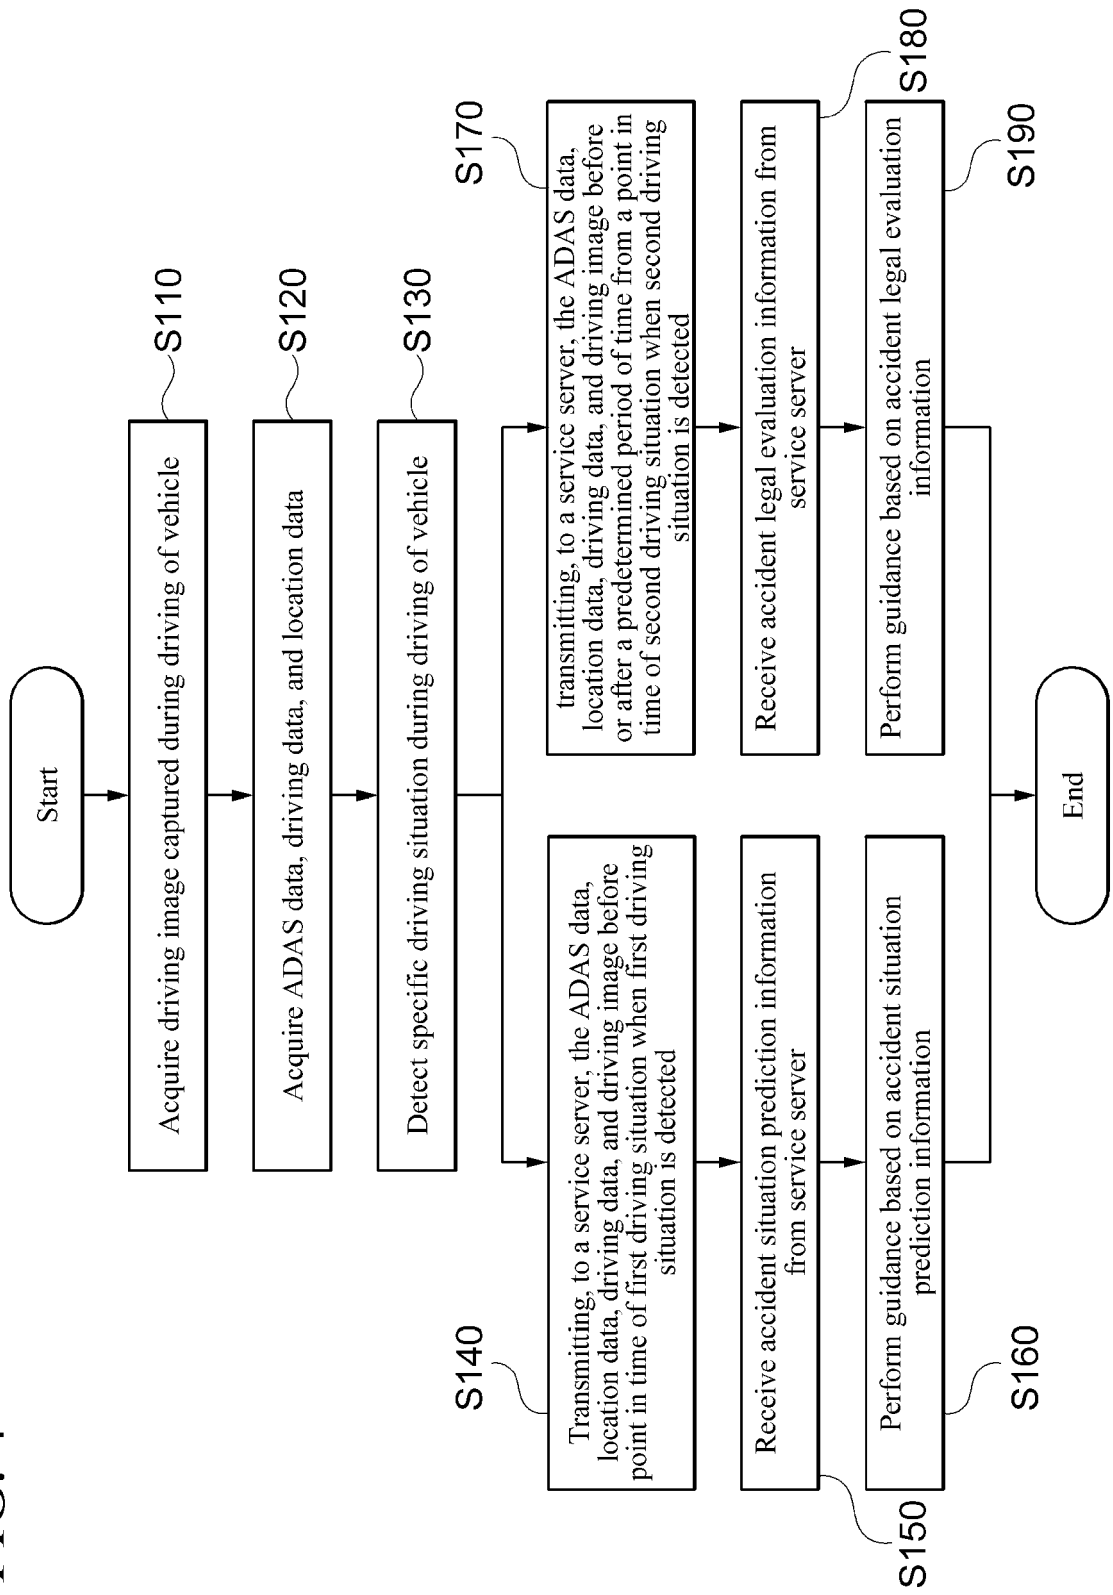 Start
Acquire driving image captured during driving of vehicle
S110
Acquire ADAS data, driving data, and location data
S120
Detect specific driving situation during driving of vehicle
S130
S140
Transmitting, to a service server, the ADAS data,
location data, driving data, and driving image before
point in time of first driving situation when first driving
situation is detected
Receive accident situation prediction information
from service server
S150
Perform guidance based on accident situation
prediction information
S160
S170
transmitting, to a service server, the ADAS data,
location data, driving data, and driving image before
or after a predetermined period of time from a point in
time of second driving situation when second driving
situation is detected
Receive accident legal evaluation information from
service server
S180
Perform guidance based on accident legal evaluation
information
S190
End